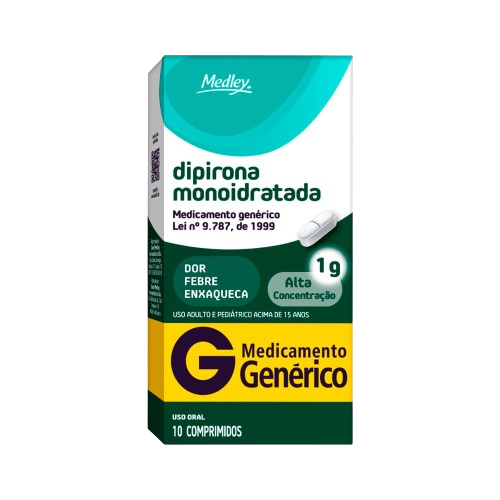 Medley.
dipirona
monoidratada
Medicamento genérico
Lei nº 9.787, de 1999
1g
Alta
Concentração
DOR
FEBRE
ENXAQUECA
USO ADULTO E PEDIÁTRICO ACIMA DE 15 ANOS
G Medicamento
Genérico
USO ORAL
10 COMPRIMIDOS